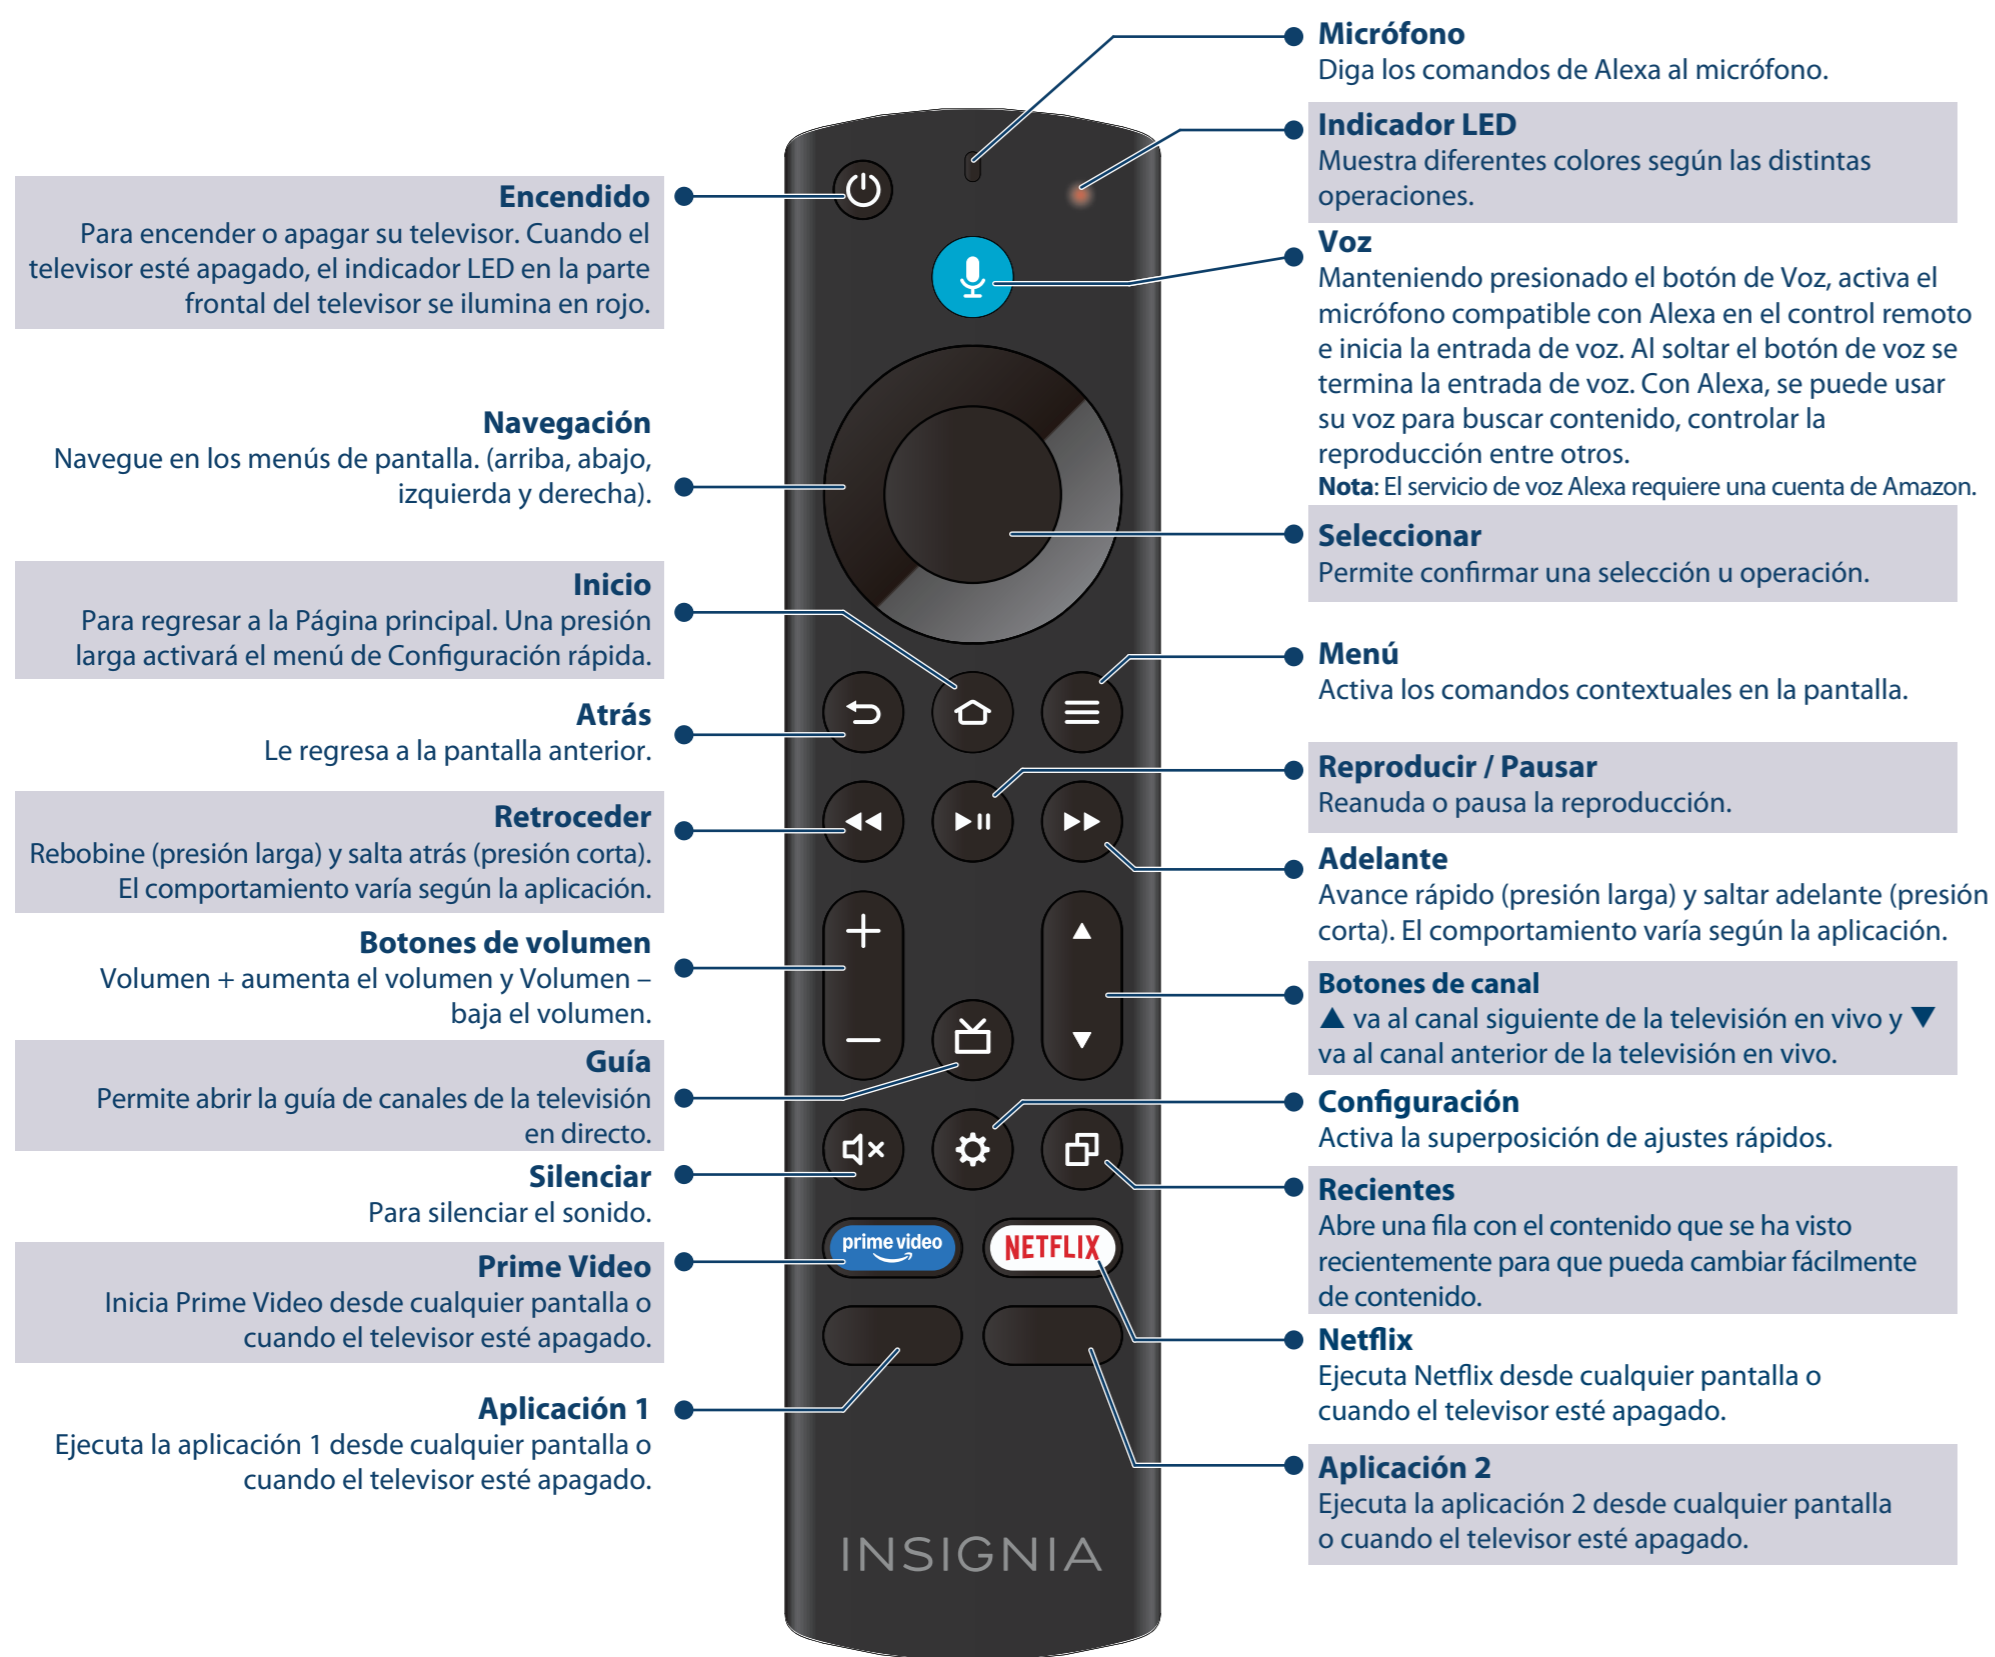 Micrófono
Diga los comandos de Alexa al micrófono.
Indicador LED
Muestra diferentes colores según las distintas
operaciones.
Voz
Manteniendo presionado el botón de Voz, activa el
micrófono compatible con Alexa en el control remoto
e inicia la entrada de voz. Al soltar el botón de voz se
termina la entrada de voz. Con Alexa, se puede usar
su voz para buscar contenido, controlar la
reproducción entre otros.
Nota: El servicio de voz Alexa requiere una cuenta de Amazon.
Seleccionar
Permite confirmar una selección u operación.
Menú
Activa los comandos contextuales en la pantalla.
Reproducir / Pausar
Reanuda o pausa la reproducción.
Adelante
Avance rápido (presión larga) y saltar adelante (presión
corta). El comportamiento varía según la aplicación.
Botones de canal
▲ va al canal siguiente de la televisión en vivo y ▼
va al canal anterior de la televisión en vivo.
Configuración
Activa la superposición de ajustes rápidos.
Recientes
Abre una fila con el contenido que se ha visto
recientemente para que pueda cambiar fácilmente
de contenido.
Netflix
Ejecuta Netflix desde cualquier pantalla o
cuando el televisor esté apagado.
Aplicación 2
Ejecuta la aplicación 2 desde cualquier pantalla
o cuando el televisor esté apagado.
Encendido
Para encender o apagar su televisor. Cuando el
televisor esté apagado, el indicador LED en la parte
frontal del televisor se ilumina en rojo.
Navegación
Navegue en los menús de pantalla. (arriba, abajo,
izquierda y derecha).
Inicio
Para regresar a la Página principal. Una presión
larga activará el menú de Configuración rápida.
Atrás
Le regresa a la pantalla anterior.
Retroceder
Rebobine (presión larga) y salta atrás (presión corta).
El comportamiento varía según la aplicación.
Botones de volumen
Volumen + aumenta el volumen y Volumen –
baja el volumen.
Guía
Permite abrir la guía de canales de la televisión
en directo.
Silenciar
Para silenciar el sonido.
Prime Video
Inicia Prime Video desde cualquier pantalla o
cuando el televisor esté apagado.
Aplicación 1
Ejecuta la aplicación 1 desde cualquier pantalla o
cuando el televisor esté apagado.
prime video
NETFLIX
INSIGNIA